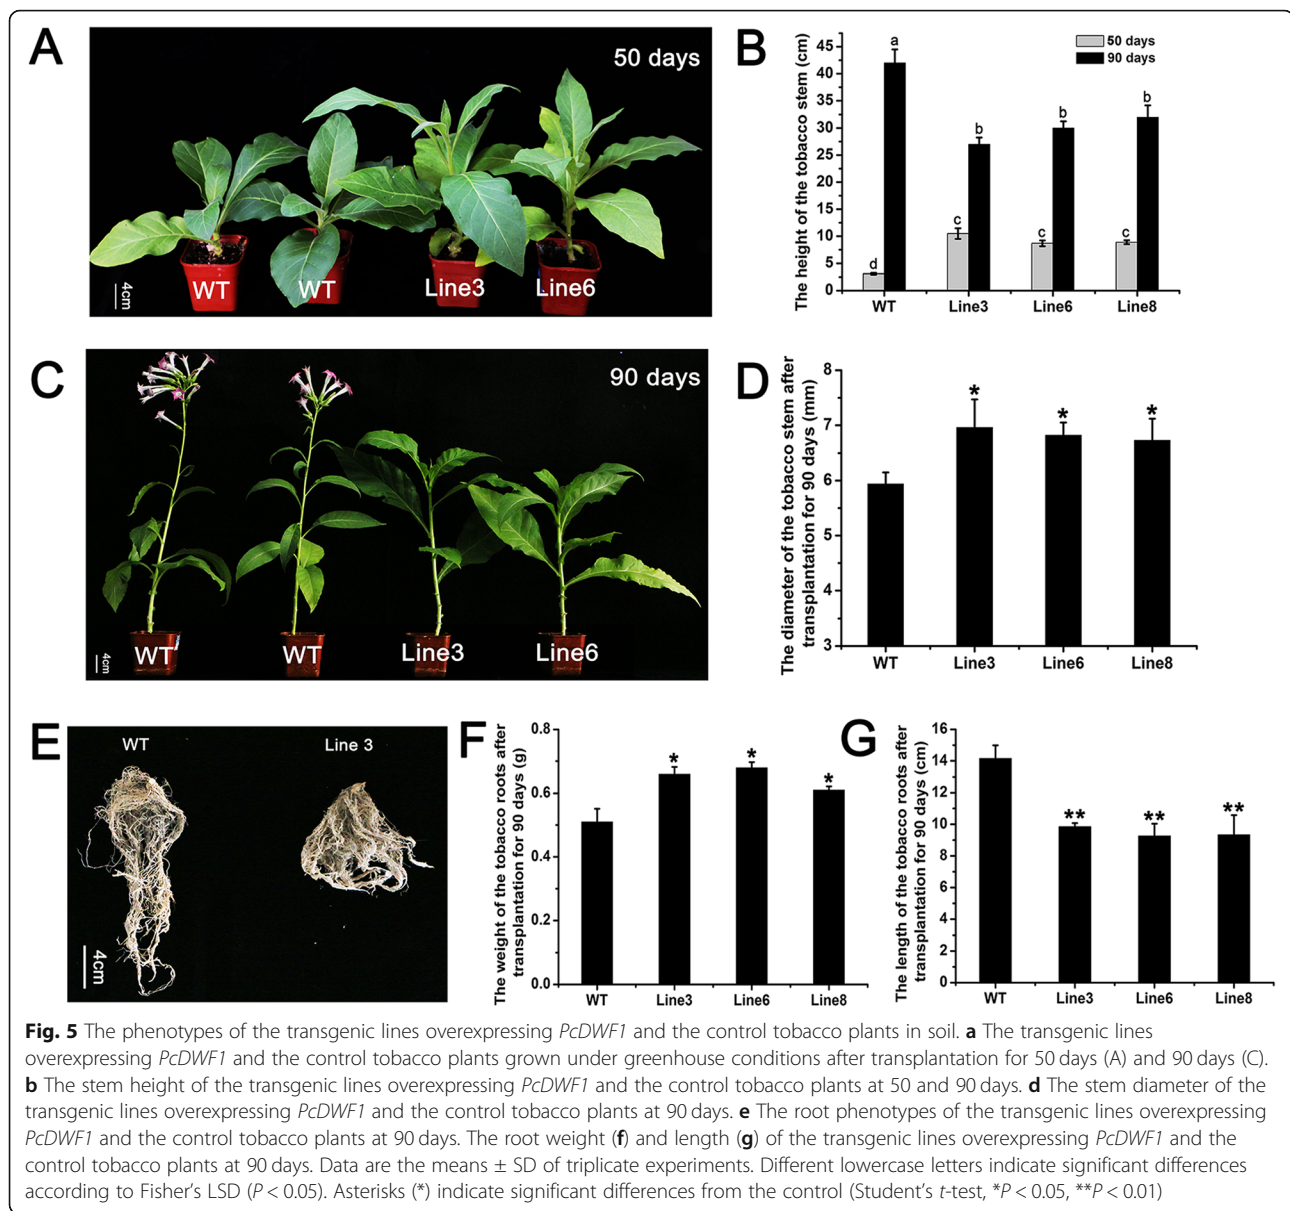 A
50 days
WT
WT
Line3
Line6
4cm
B
The height of the tobacco stem (cm)
50 days
90 days
45
40
35
30
25
20
15
10
5
0
a
b
b
b
d
c
c
c
WT
Line3
Line6
Line8
C
90 days
WT
WT
Line3
Line6
4cm
D
The diameter of the tobacco stem after
transplantation for 90 days (mm)
8
7
6
5
4
3
*
*
*
WT
Line3
Line6
Line8
E
WT
Line 3
4cm
F
The weight of the tobacco roots after
transplantation for 90 days (g)
0.8
0.6
0.4
0.2
0.0
*
*
*
WT
Line3
Line6
Line8
G
The length of the tobacco roots after
transplantation for 90 days (cm)
16
14
12
10
8
6
4
2
0
**
**
**
WT
Line3
Line6
Line8
Fig. 5 The phenotypes of the transgenic lines overexpressing PcDWF1 and the control tobacco plants in soil. a The transgenic lines
overexpressing PcDWF1 and the control tobacco plants grown under greenhouse conditions after transplantation for 50 days (A) and 90 days (C).
b The stem height of the transgenic lines overexpressing PcDWF1 and the control tobacco plants at 50 and 90 days. d The stem diameter of the
transgenic lines overexpressing PcDWF1 and the control tobacco plants at 90 days. e The root phenotypes of the transgenic lines overexpressing
PcDWF1 and the control tobacco plants at 90 days. The root weight (f) and length (g) of the transgenic lines overexpressing PcDWF1 and the
control tobacco plants at 90 days. Data are the means ± SD of triplicate experiments. Different lowercase letters indicate significant differences
according to Fisher's LSD (P < 0.05). Asterisks (*) indicate significant differences from the control (Student's t-test, *P < 0.05, **P < 0.01)